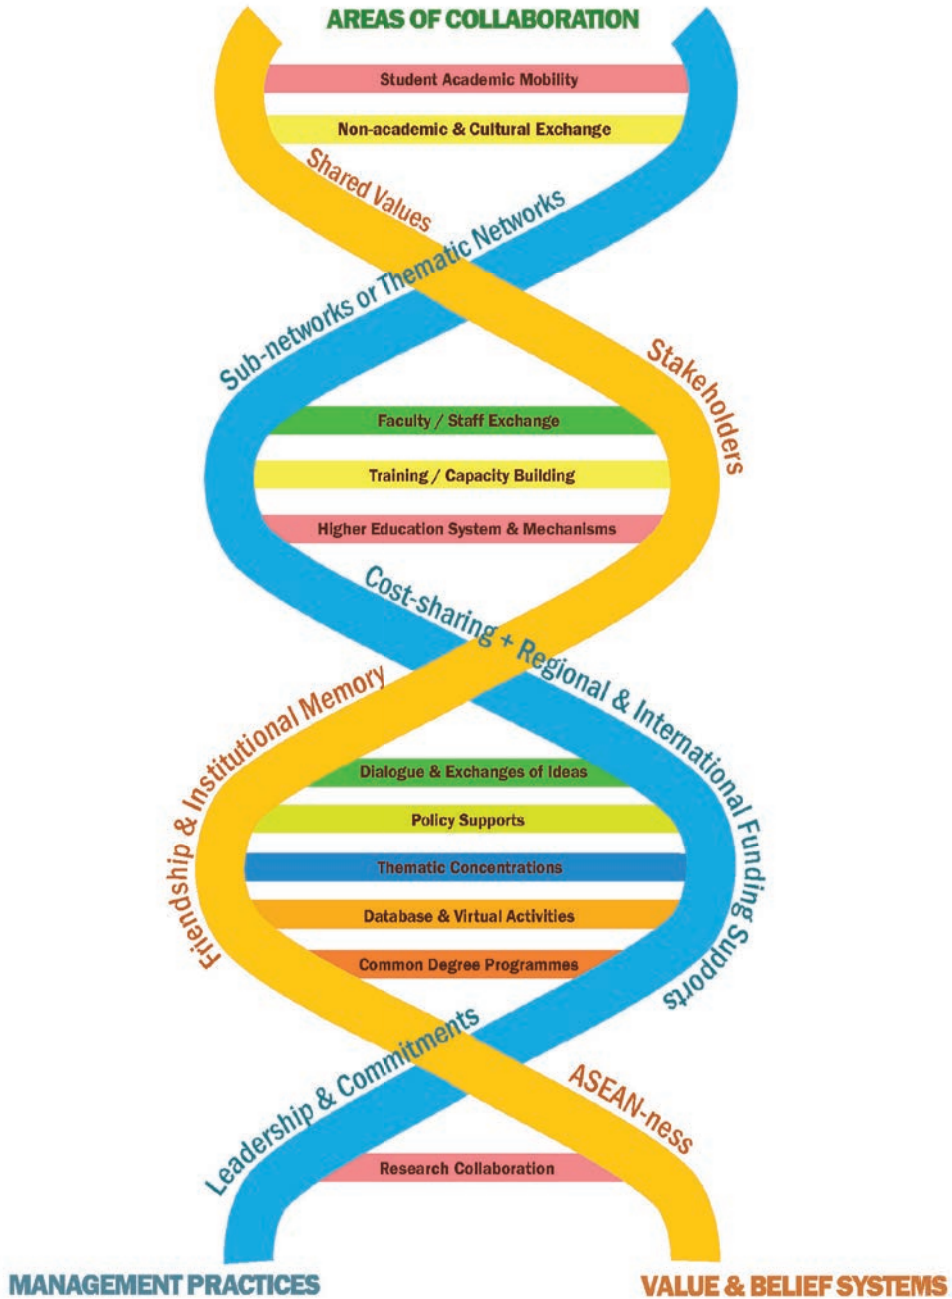 AREAS OF COLLABORATION
Student Academic Mobility
Non-academic & Cultural Exchange
Shared Values
Sub-networks or Thematic Networks
Stakeholders
Faculty / Staff Exchange
Training / Capacity Building
Higher Education System & Mechanisms
Cost-sharing + Regional & International Funding Supports
Friendship & Institutional Memory
Dialogue & Exchanges of Ideas
Policy Supports
Thematic Concentrations
Database & Virtual Activities
Common Degree Programmes
Leadership & Commitments
ASEAN-ness
Research Collaboration
MANAGEMENT PRACTICES
VALUE & BELIEF SYSTEMS